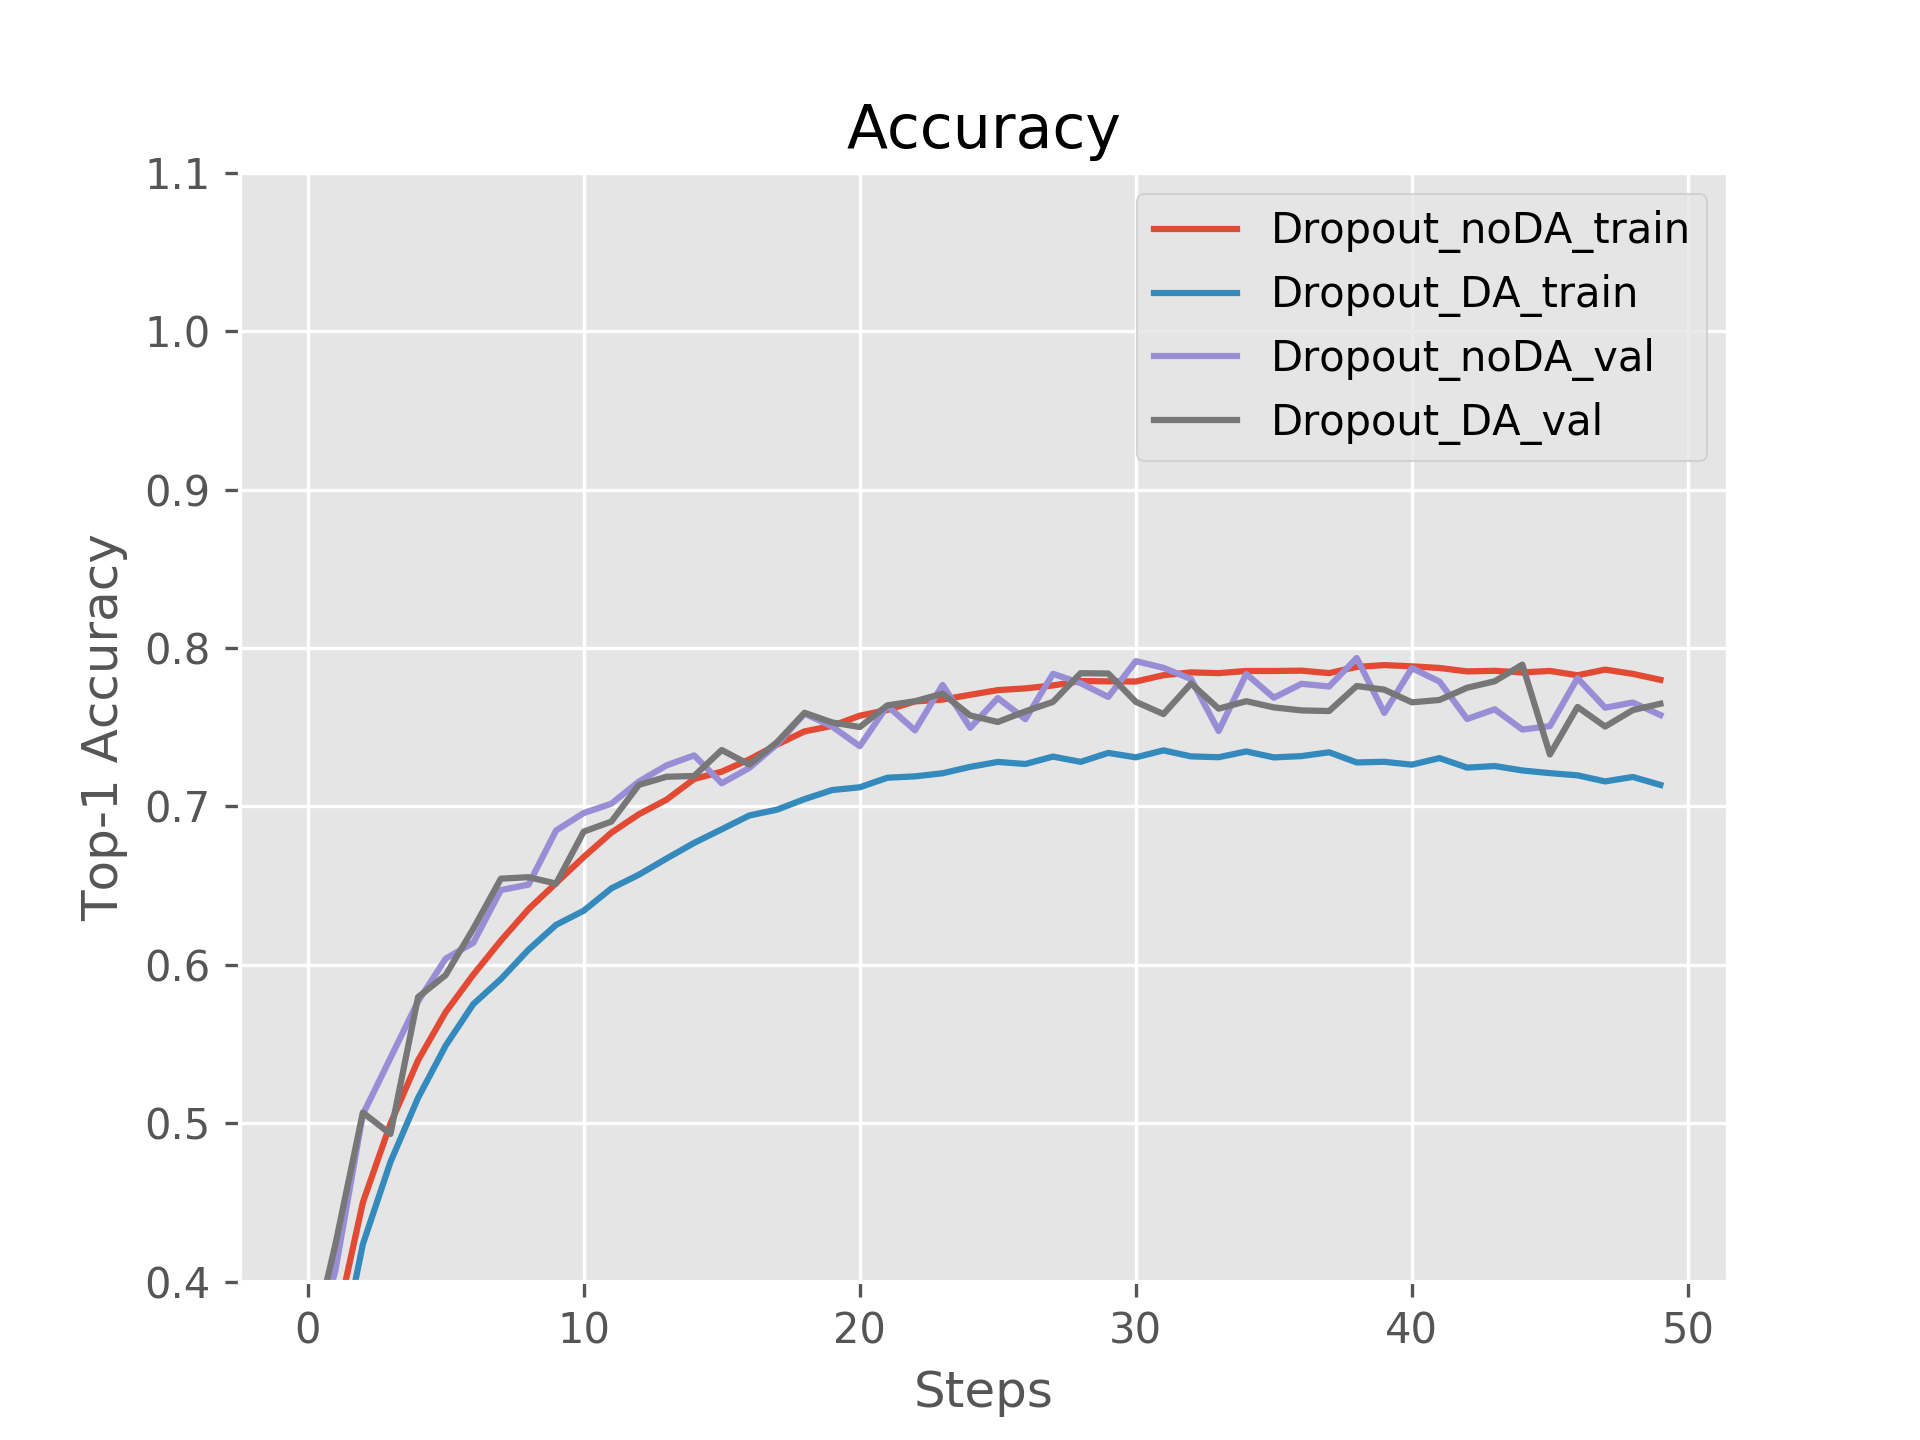 Accuracy
1.1
1.0
0.9
0.8
0.7
0.6
0.5
0.4
Top-1 Accuracy
Dropout_noDA_train
Dropout_DA_train
Dropout_noDA_val
Dropout_DA_val
0 10 20 30 40 50
Steps